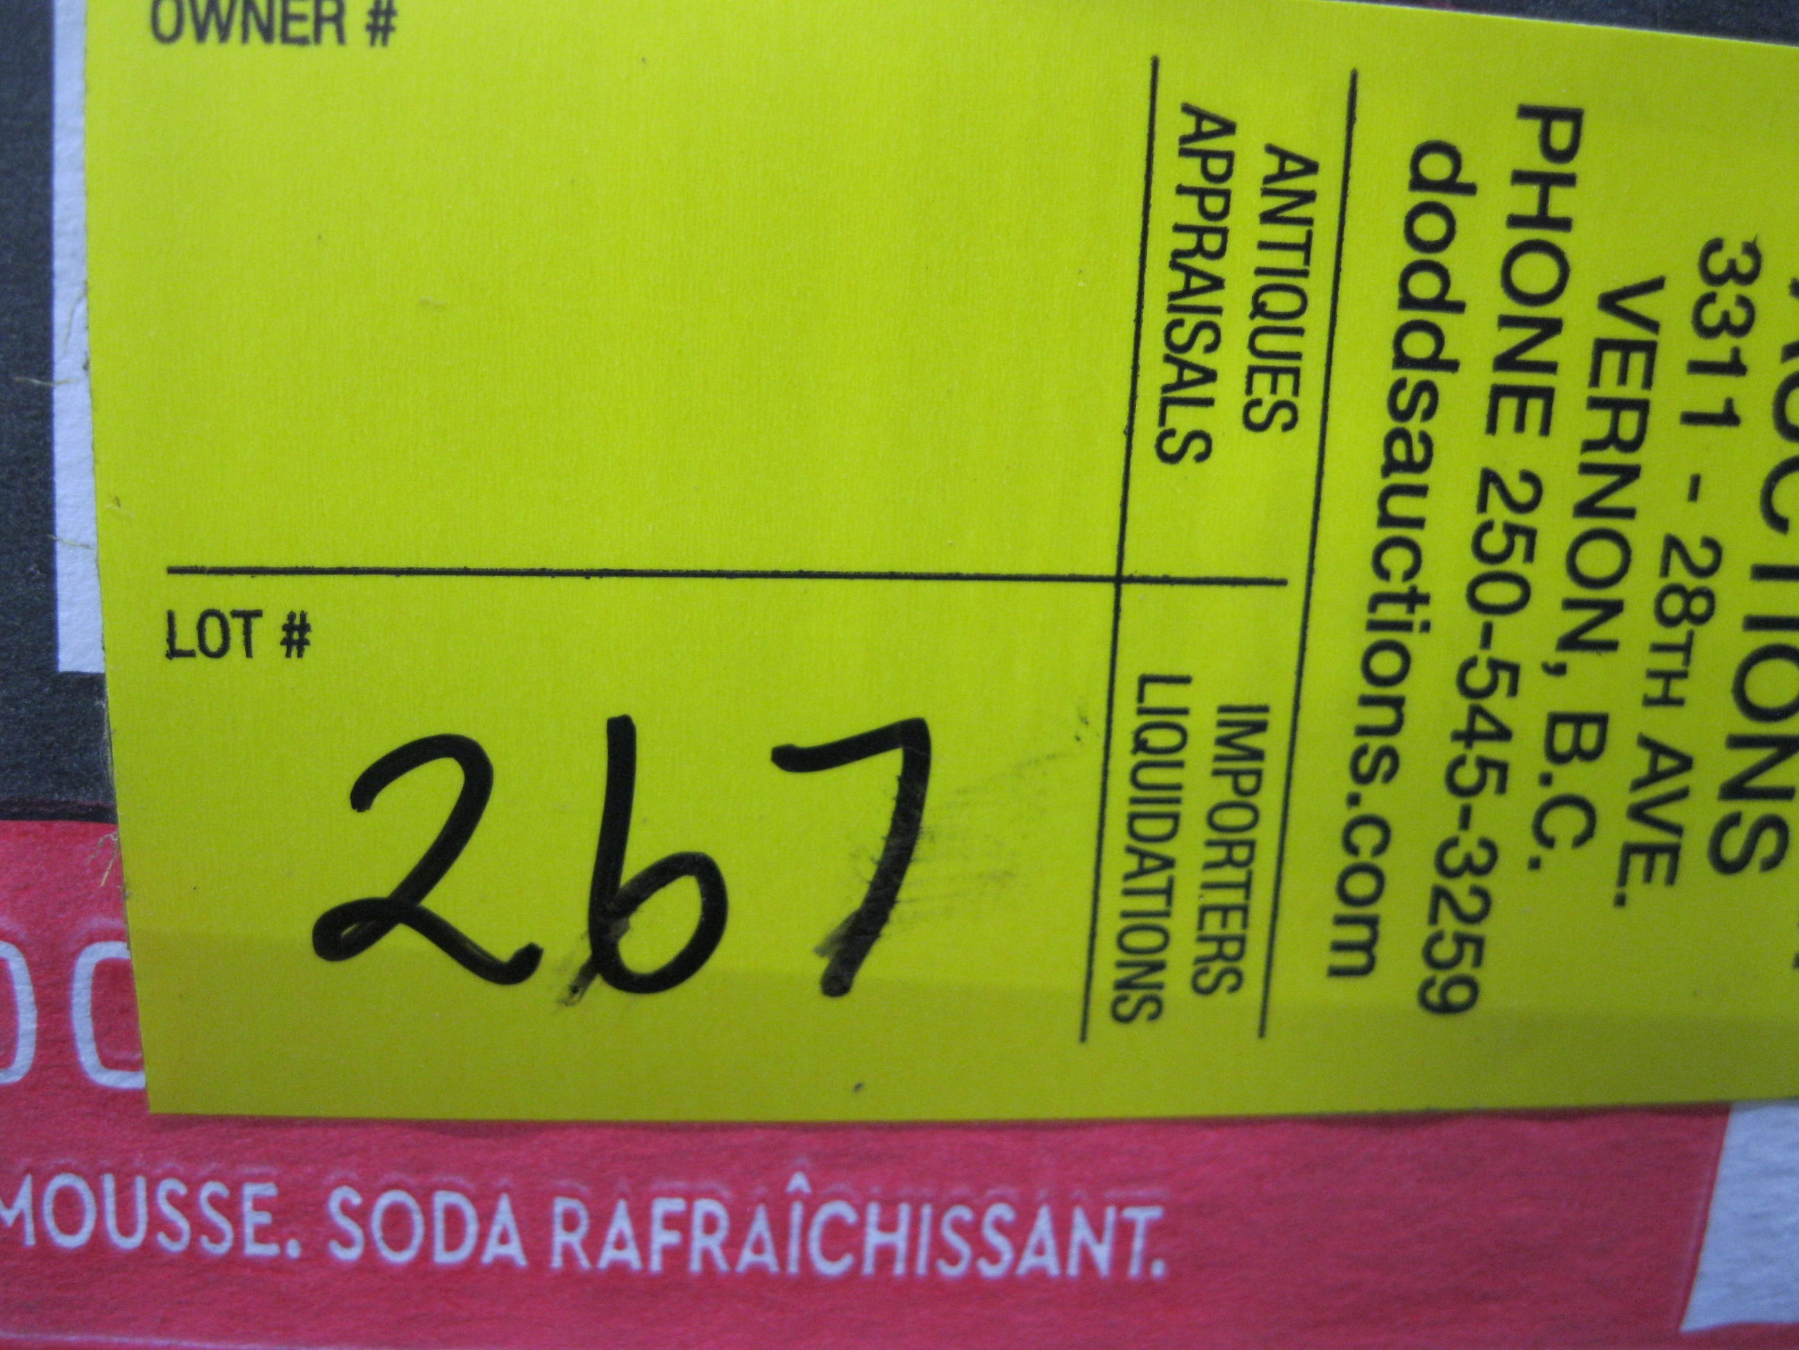 OWNER #
LOT #
267
AUCTIONS
3311 - 28TH AVE.
VERNON, B.C.
PHONE 250-545-3259
doddsauctions.com
ANTIQUES
APPRAISALS
IMPORTERS
LIQUIDATIONS
MOUSSE. SODA RAFRAÎCHISSANT.